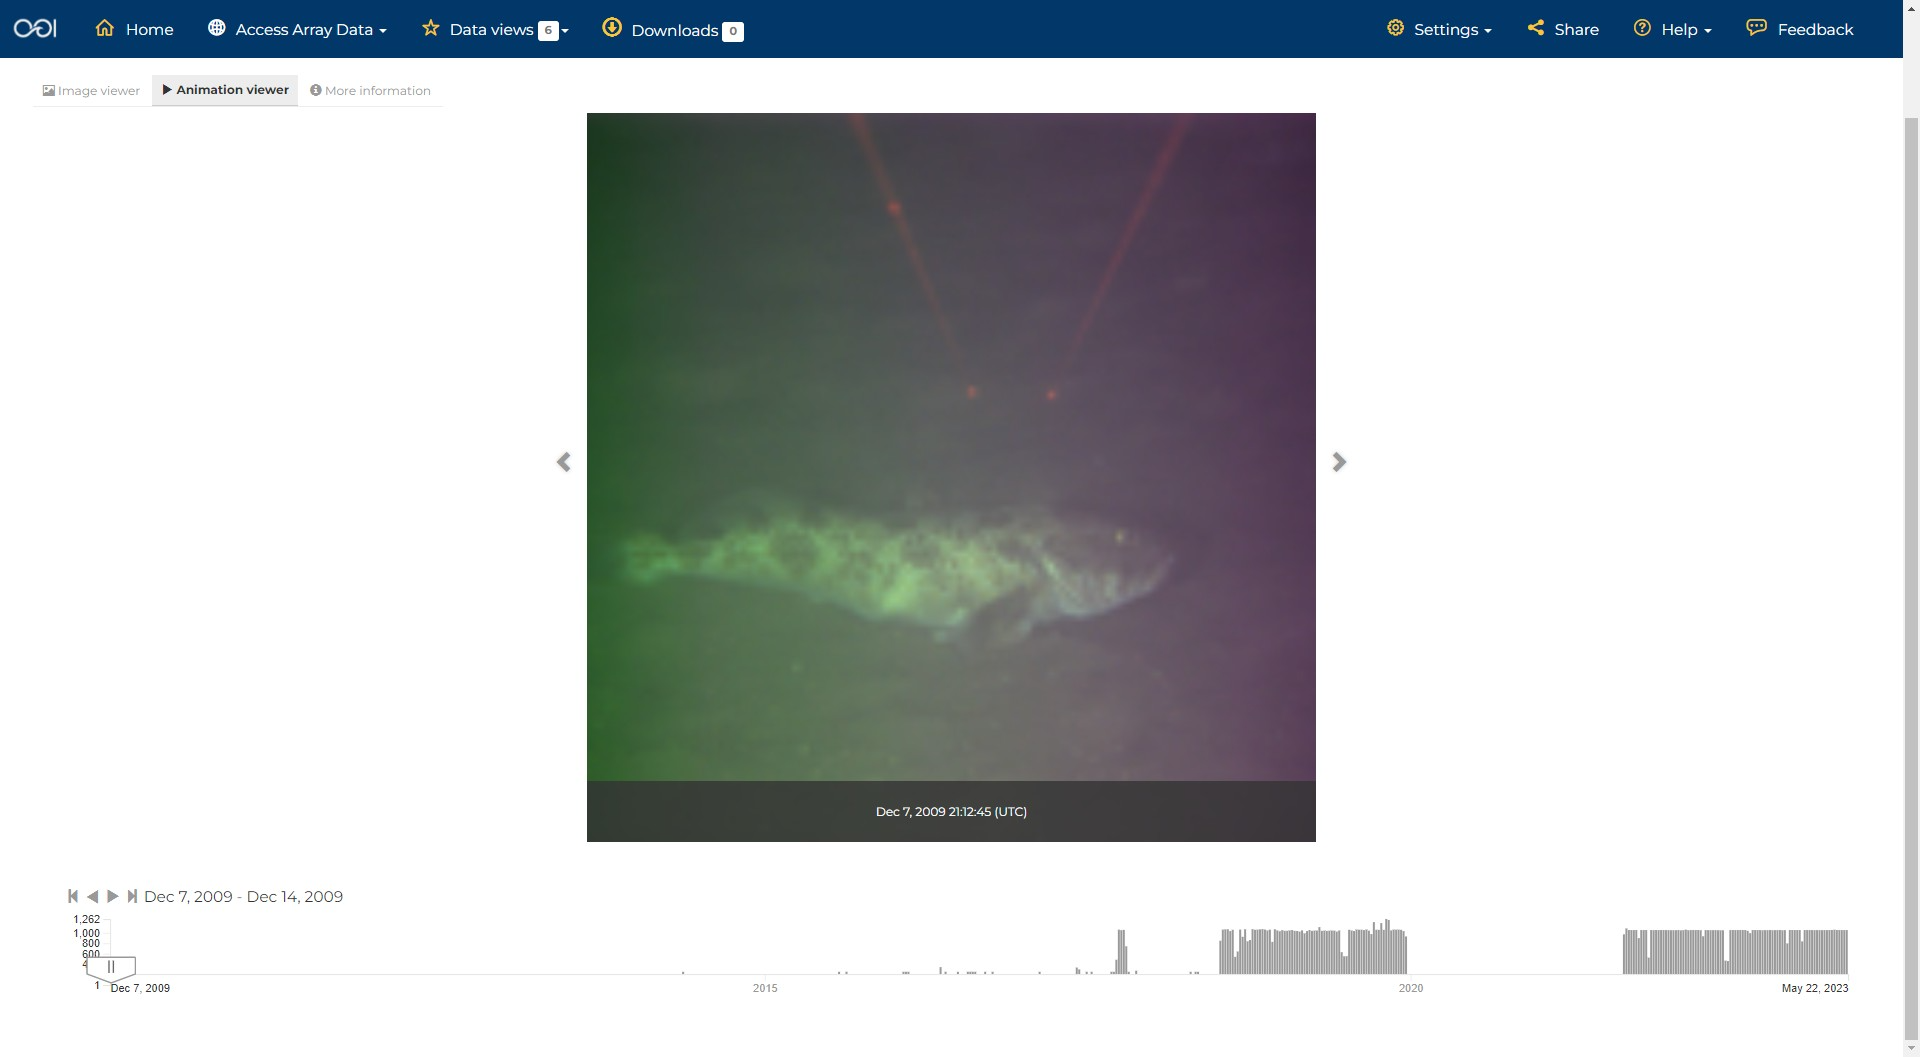 OOI Home Access Array Data Data views 6 Downloads 0 Settings Share Help Feedback
Image viewer Animation viewer More information
Dec 7, 2009 21:12:45 (UTC)
Dec 7, 2009 - Dec 14, 2009
1,262
1,000
800
600
4
1
Dec 7, 2009 2015 2020 May 22, 2023